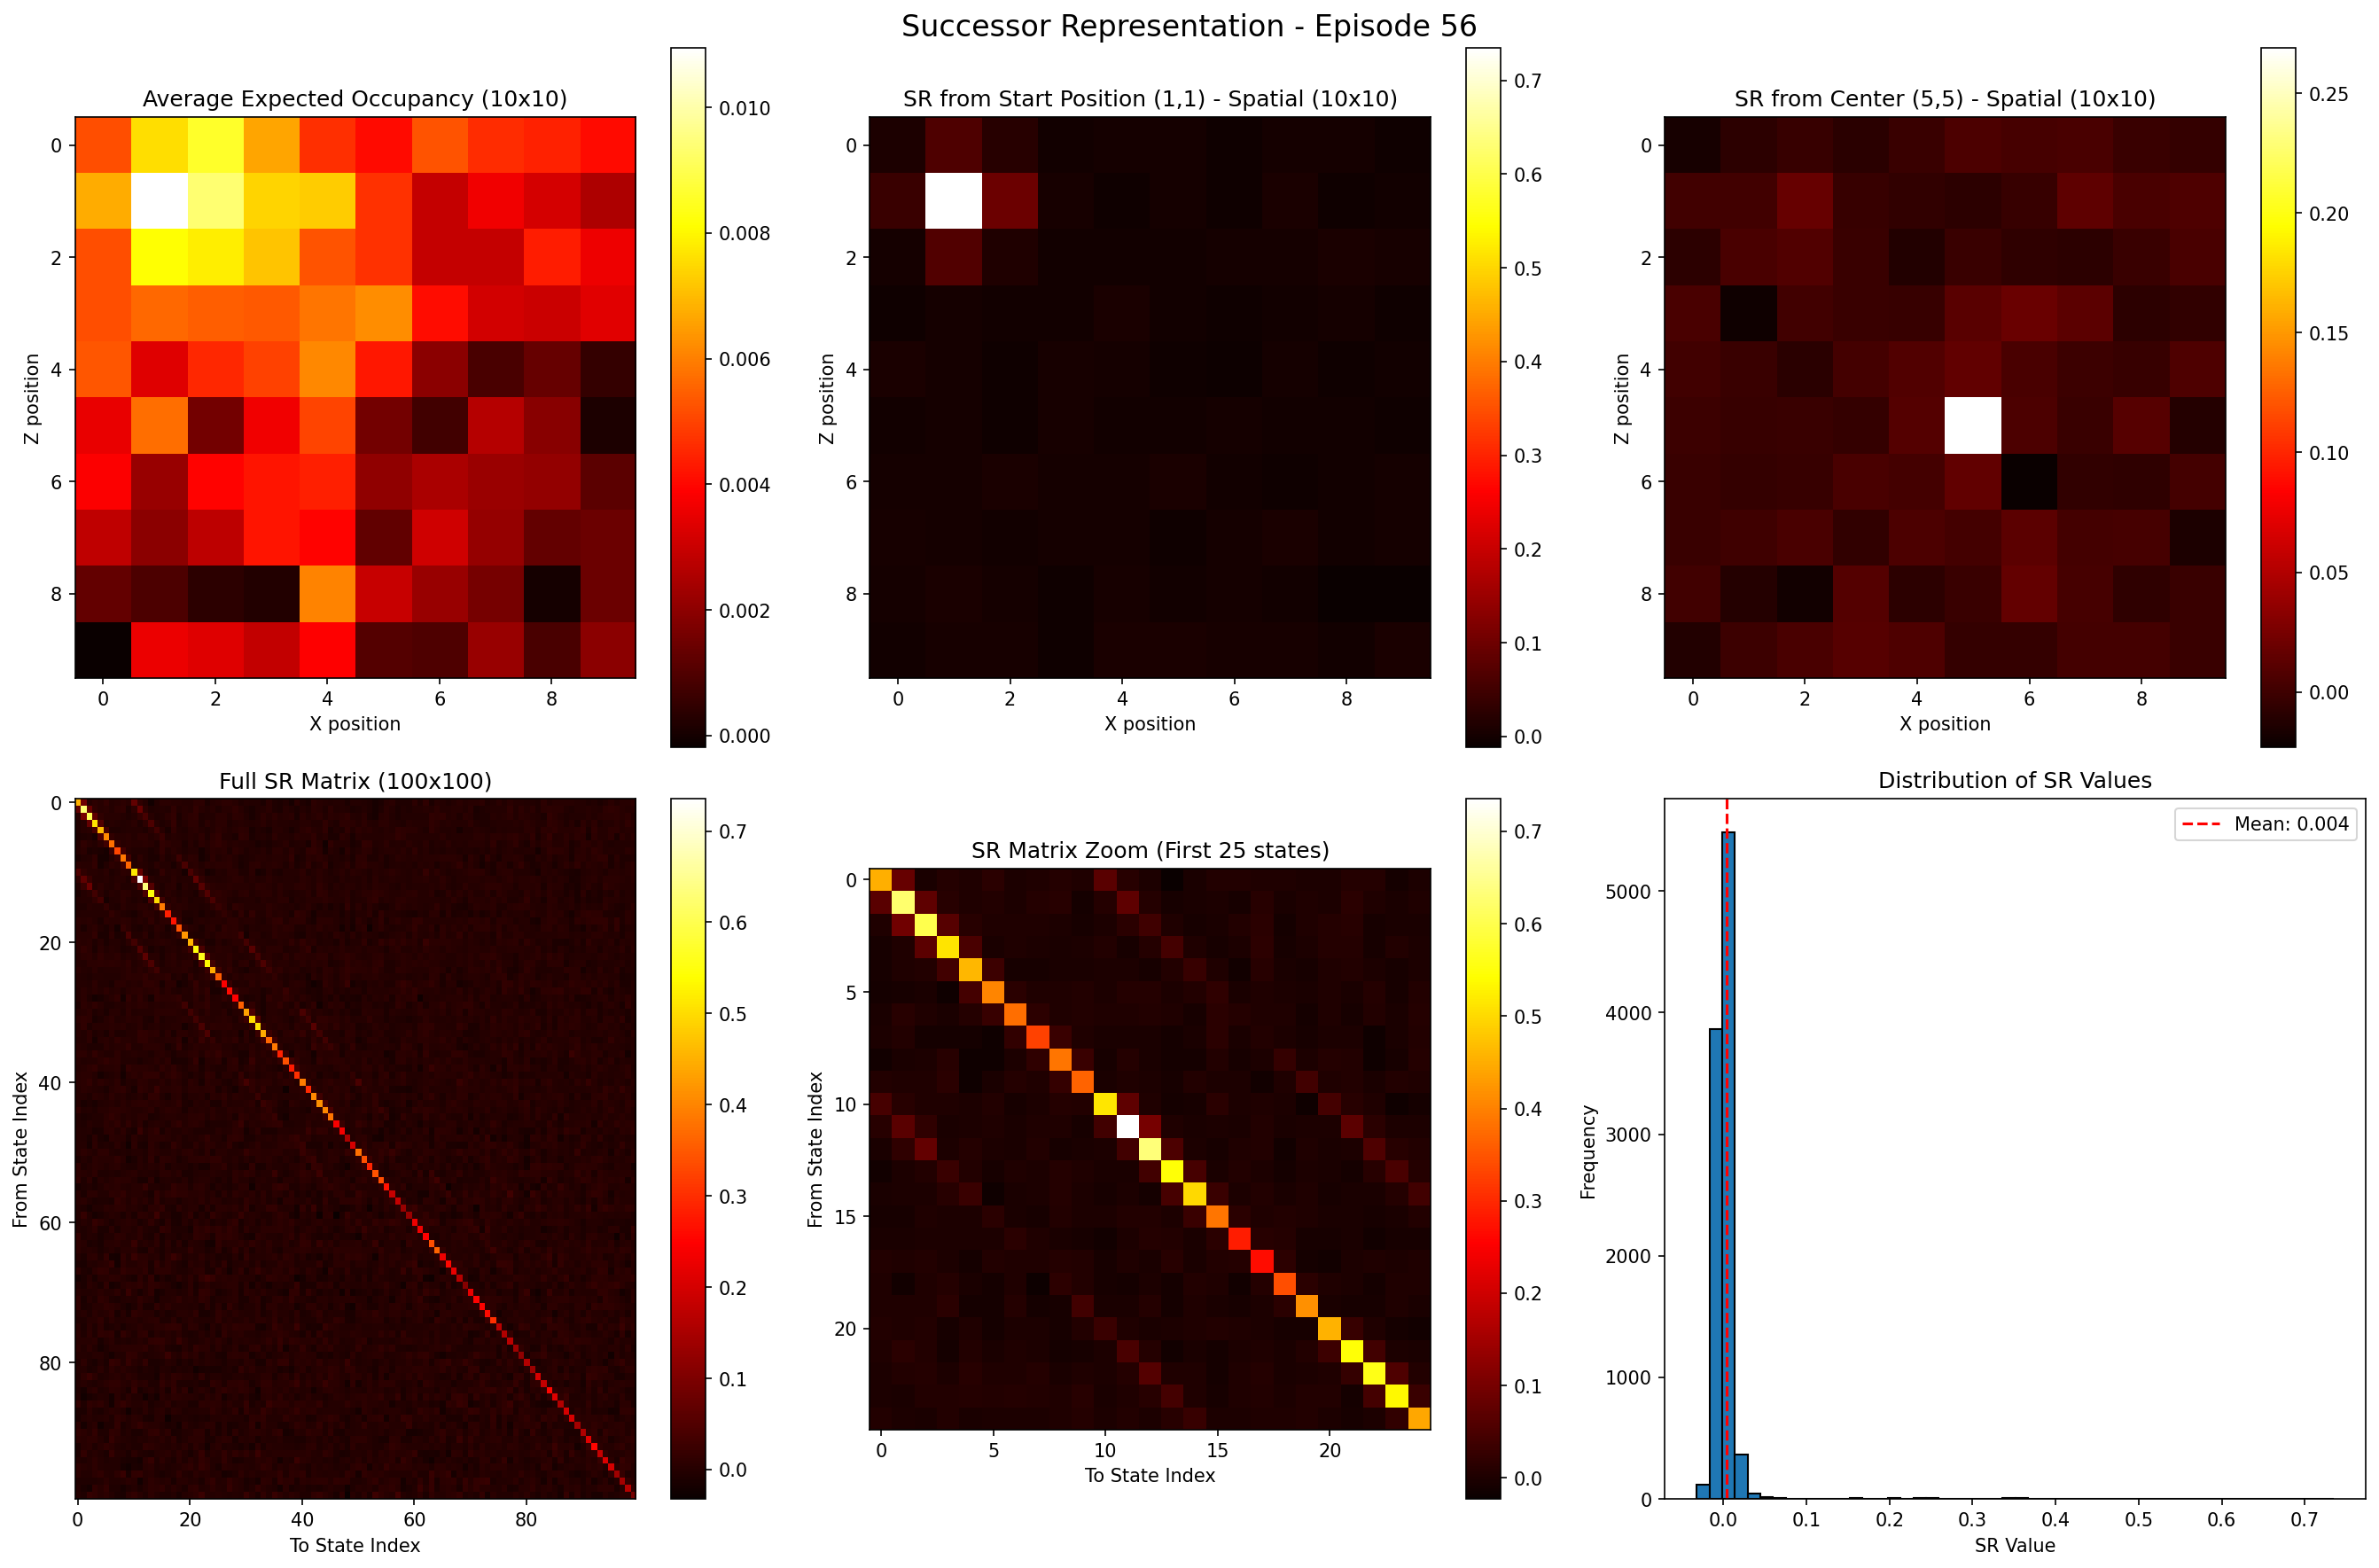 Successor Representation - Episode 56
Average Expected Occupancy (10x10)
0
2
4
6
8
Z position
0 2 4 6 8
X position
0.010
0.008
0.006
0.004
0.002
0.000
SR from Start Position (1,1) - Spatial (10x10)
0
2
4
6
8
Z position
0 2 4 6 8
X position
0.7
0.6
0.5
0.4
0.3
0.2
0.1
0.0
SR from Center (5,5) - Spatial (10x10)
0
2
4
6
8
Z position
0 2 4 6 8
X position
0.25
0.20
0.15
0.10
0.05
0.00
Full SR Matrix (100x100)
0
20
40
60
80
From State Index
0 20 40 60 80
To State Index
0.7
0.6
0.5
0.4
0.3
0.2
0.1
0.0
SR Matrix Zoom (First 25 states)
0
5
10
15
20
From State Index
0 5 10 15 20
To State Index
0.7
0.6
0.5
0.4
0.3
0.2
0.1
0.0
Distribution of SR Values
Mean: 0.004
5000
4000
3000
2000
1000
0
Frequency
0.0 0.1 0.2 0.3 0.4 0.5 0.6 0.7
SR Value